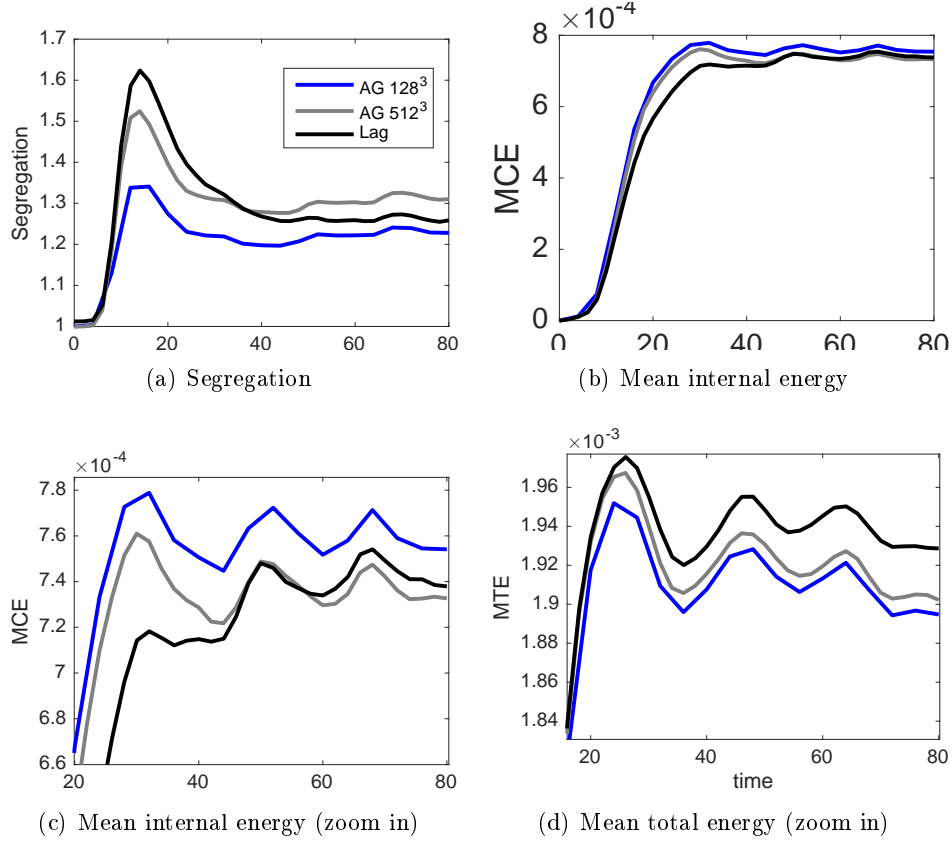 1.7
1.6
1.5
1.4
1.3
1.2
1.1
1
Segregation
AG 128³
AG 512³
Lag
0 20 40 60 80
(a) Segregation
×10⁻⁴
8
6
4
2
0
MCE
0 20 40 60 80
(b) Mean internal energy
×10⁻⁴
7.8
7.6
7.4
7.2
7
6.8
6.6
MCE
20 40 60 80
(c) Mean internal energy (zoom in)
×10⁻³
1.96
1.94
1.92
1.9
1.88
1.86
1.84
MTE
20 40 60 80
time
(d) Mean total energy (zoom in)